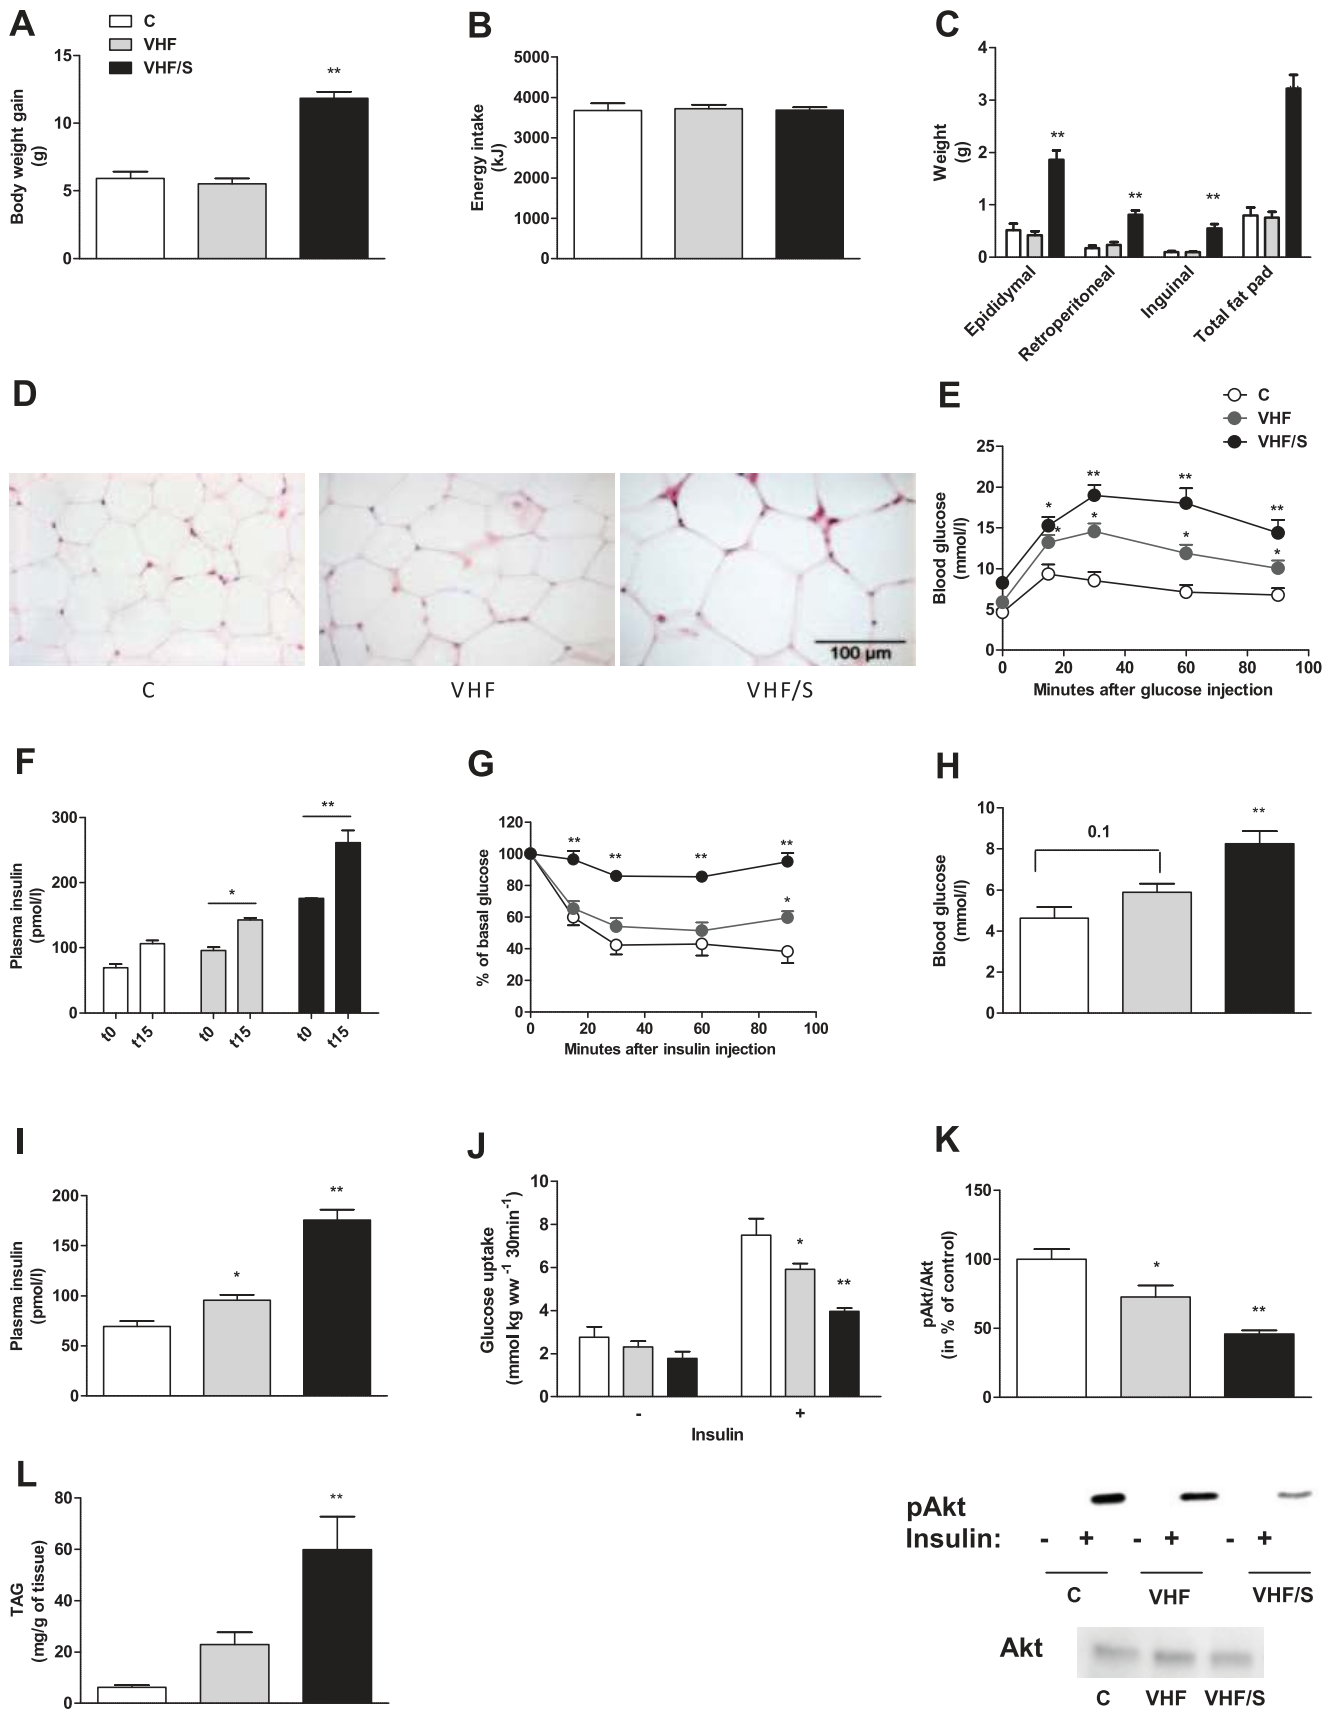 A
C
VHF
VHF/S
Body weight gain
(g)
15
10
5
0
**
B
Energy intake
(kJ)
5000
4000
3000
2000
1000
0
C
Weight
(g)
4
3
2
1
0
**
**
**
Epididymal
Retroperitoneal
Inguinal
Total fat pad
D
100 µm
C
VHF
VHF/S
E
C
VHF
VHF/S
Blood glucose
(mmol/l)
25
20
15
10
5
0
* ** ** **
* * * *
0 20 40 60 80 100
Minutes after glucose injection
F
Plasma insulin
(pmol/l)
300
200
100
0
*
**
t0 t15 t0 t15 t0 t15
G
% of basal glucose
120
100
80
60
40
20
0
** ** ** **
*
0 20 40 60 80 100
Minutes after insulin injection
H
Blood glucose
(mmol/l)
10
8
6
4
2
0
0.1
**
I
Plasma insulin
(pmol/l)
200
150
100
50
0
*
**
J
Glucose uptake
(mmol kg ww -1 30min-1)
10
8
6
4
2
0
*
**
- +
Insulin
K
pAkt/Akt
(in % of control)
150
100
50
0
*
**
pAkt
Insulin: - + - + - +
C VHF VHF/S
Akt
C VHF VHF/S
L
TAG
(mg/g of tissue)
80
60
40
20
0
**